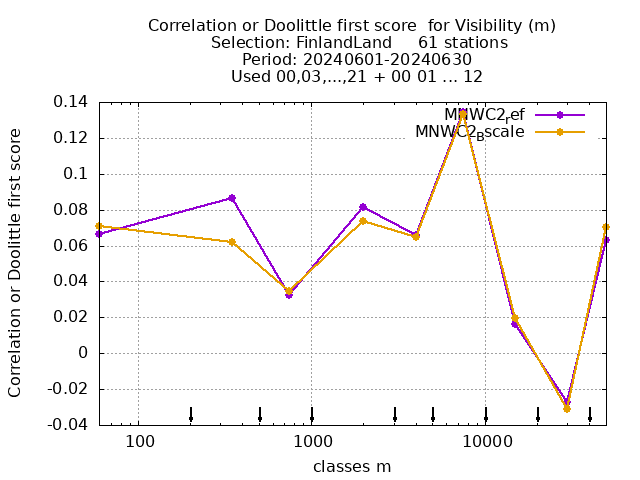 Correlation or Doolittle first score  for Visibility (m)
Selection: FinlandLand     61 stations
Period: 20240601-20240630
Used 00,03,...,21 + 00 01 ... 12
Correlation or Doolittle first score
0.14
0.12
0.1
0.08
0.06
0.04
0.02
0
-0.02
-0.04
MNWC2ref
MNWC2Bscale
100
1000
10000
classes m